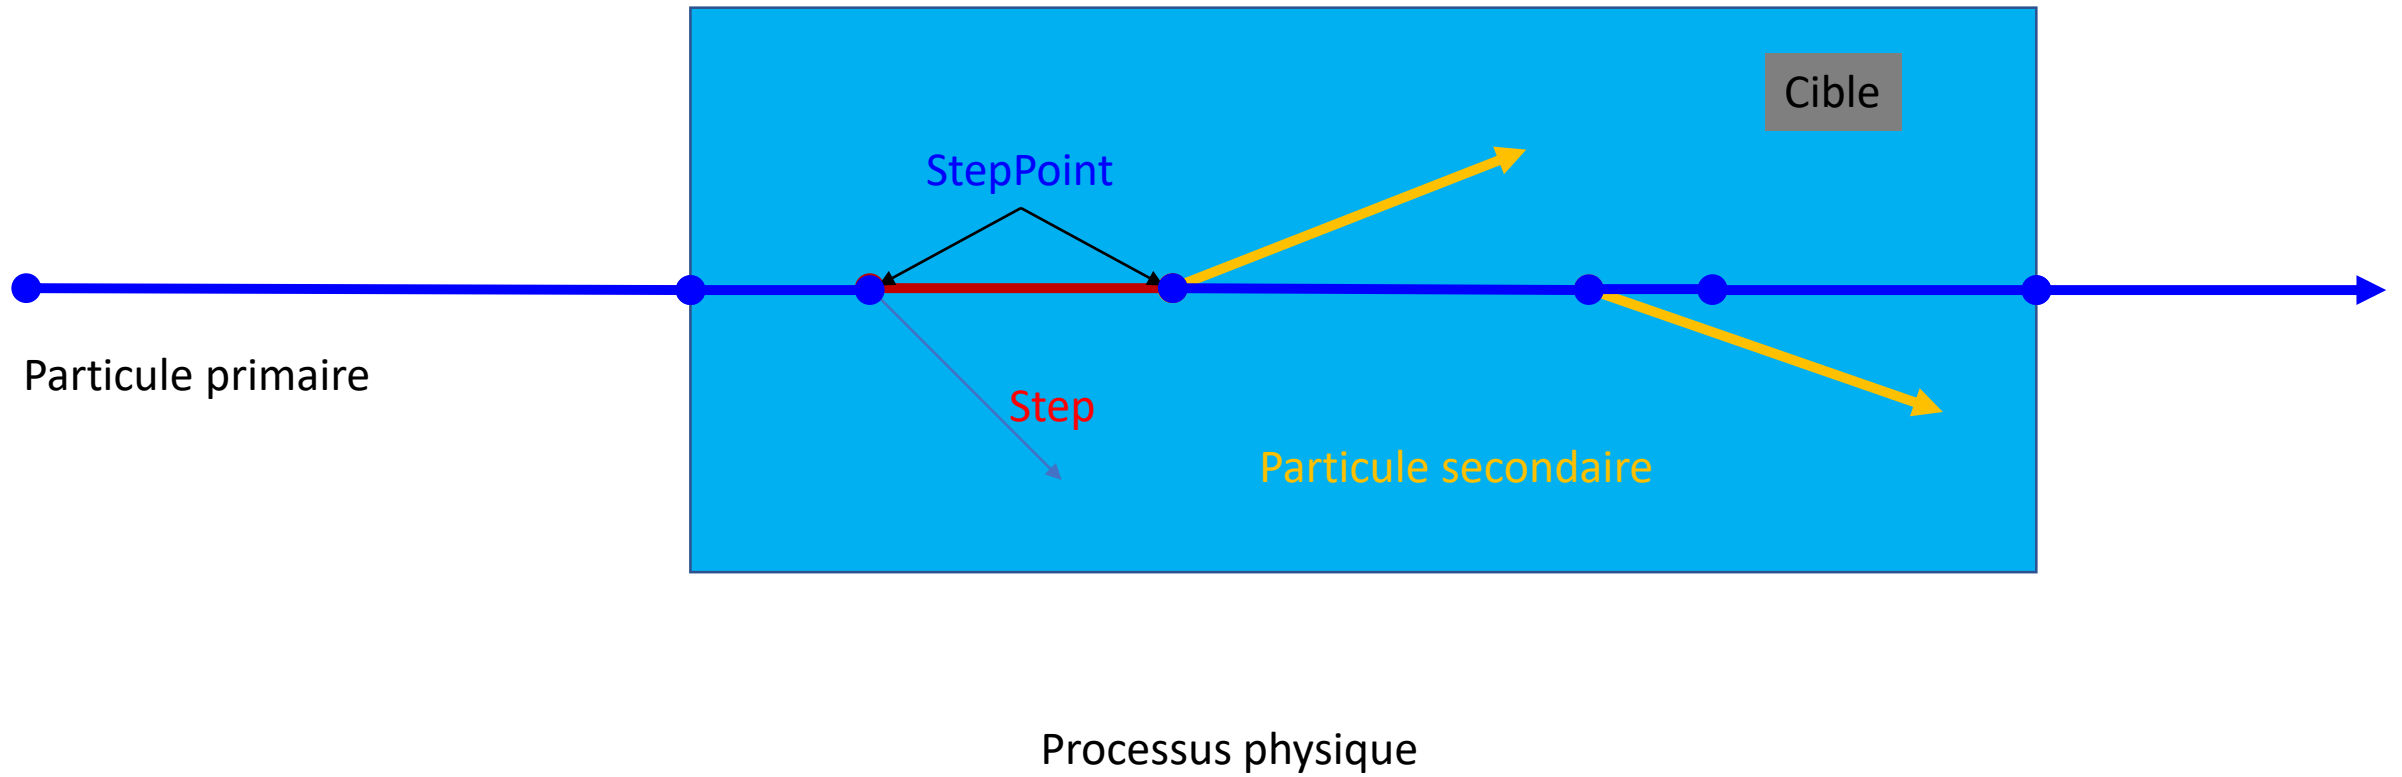 Cible
StepPoint
Particule primaire
Step
Particule secondaire
Processus physique